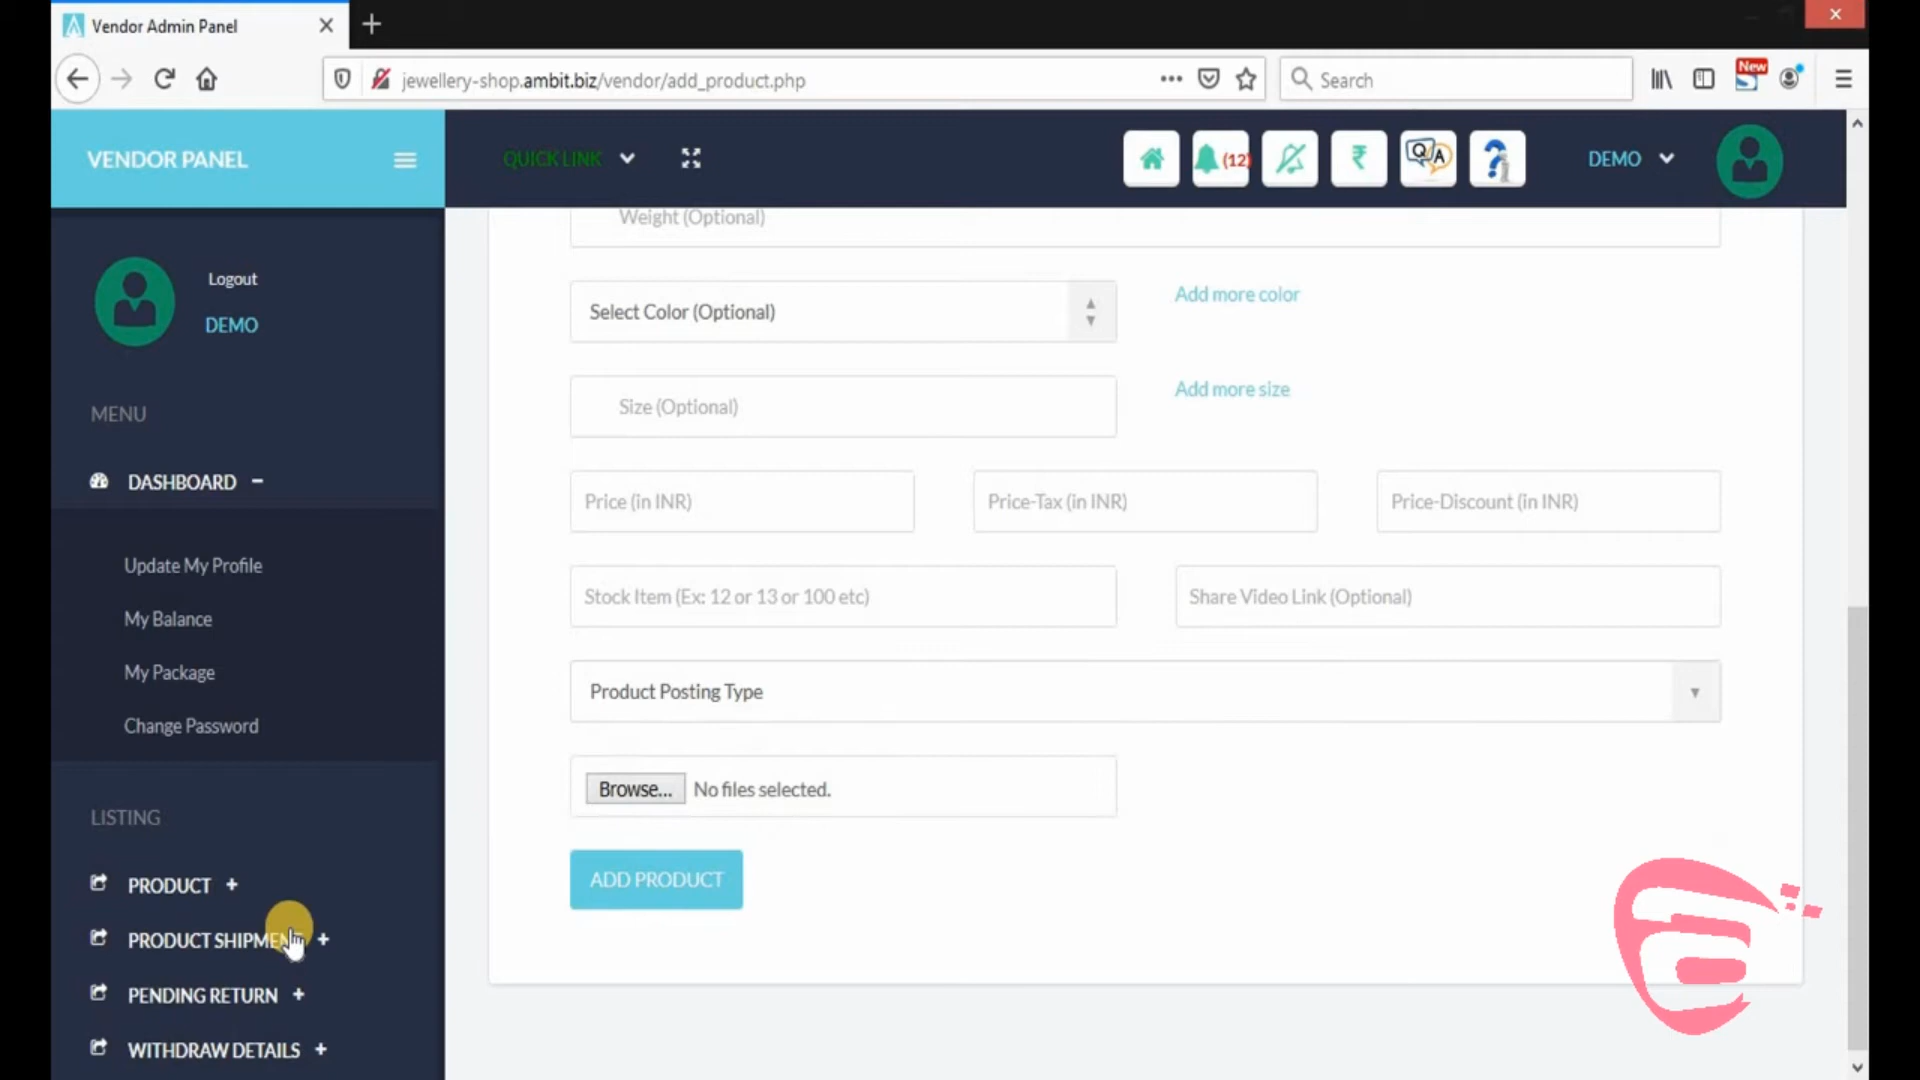 Vendor Admin Panel
jewellery-shop.ambit.biz/vendor/add_product.php
Search
New
VENDOR PANEL
QUICK LINK
(12)
Q A
DEMO
Logout
DEMO
MENU
DASHBOARD
Update My Profile
My Balance
My Package
Change Password
LISTING
PRODUCT
PRODUCT SHIPMENT
PENDING RETURN
WITHDRAW DETAILS
Weight (Optional)
Select Color (Optional)
Add more color
Size (Optional)
Add more size
Price (in INR)
Price-Tax (in INR)
Price-Discount (in INR)
Stock Item (Ex: 12 or 13 or 100 etc)
Share Video Link (Optional)
Product Posting Type
Browse... No files selected.
ADD PRODUCT